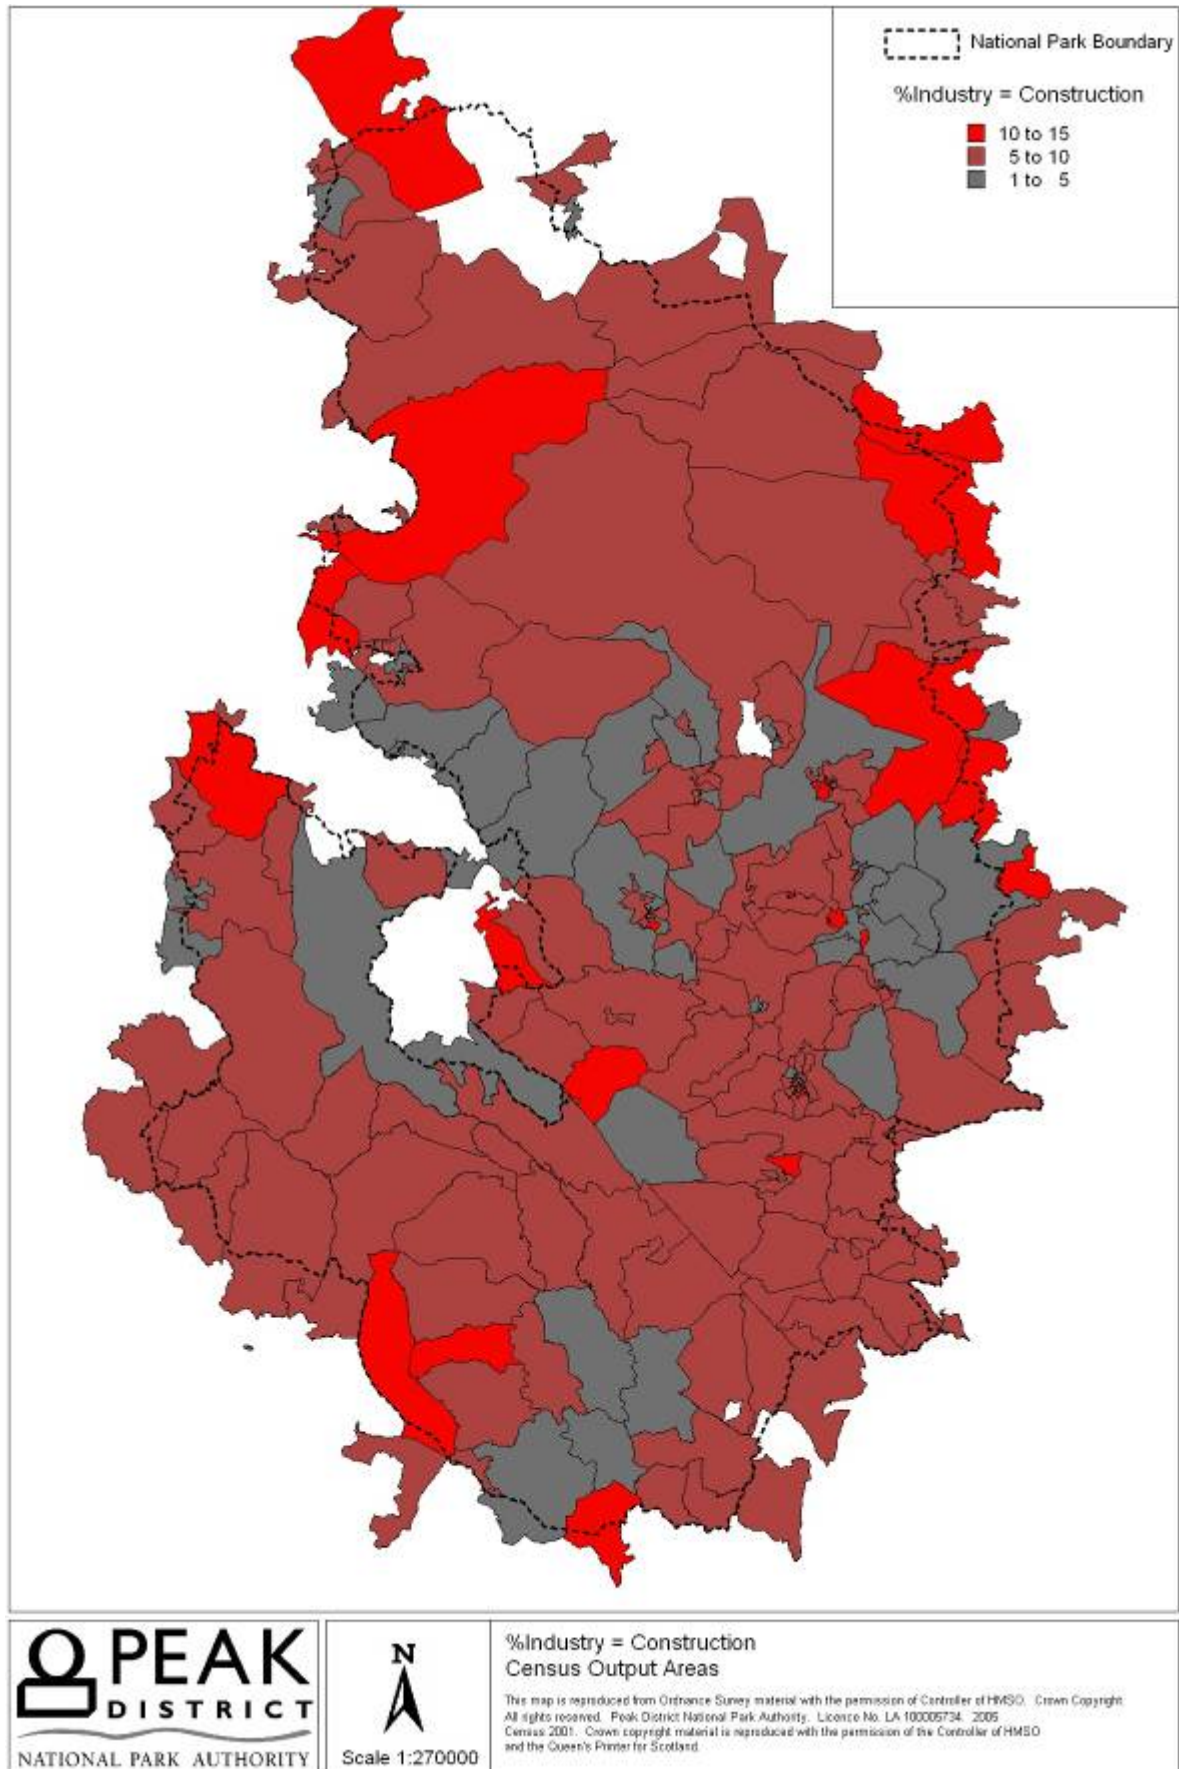 National Park Boundary
%Industry = Construction
10 to 15
5 to 10
1 to 5
PEAK
DISTRICT
NATIONAL PARK AUTHORITY
N
Scale 1:270000
%Industry = Construction
Census Output Areas
This map is reproduced from Ordnance Survey material with the permission of Controller of HMSO. Crown Copyright.
All rights reserved. Peak District National Park Authority. Licence No. LA 100005734. 2005
Census 2001. Crown copyright material is reproduced with the permission of the Controller of HMSO
and the Queen's Printer for Scotland.